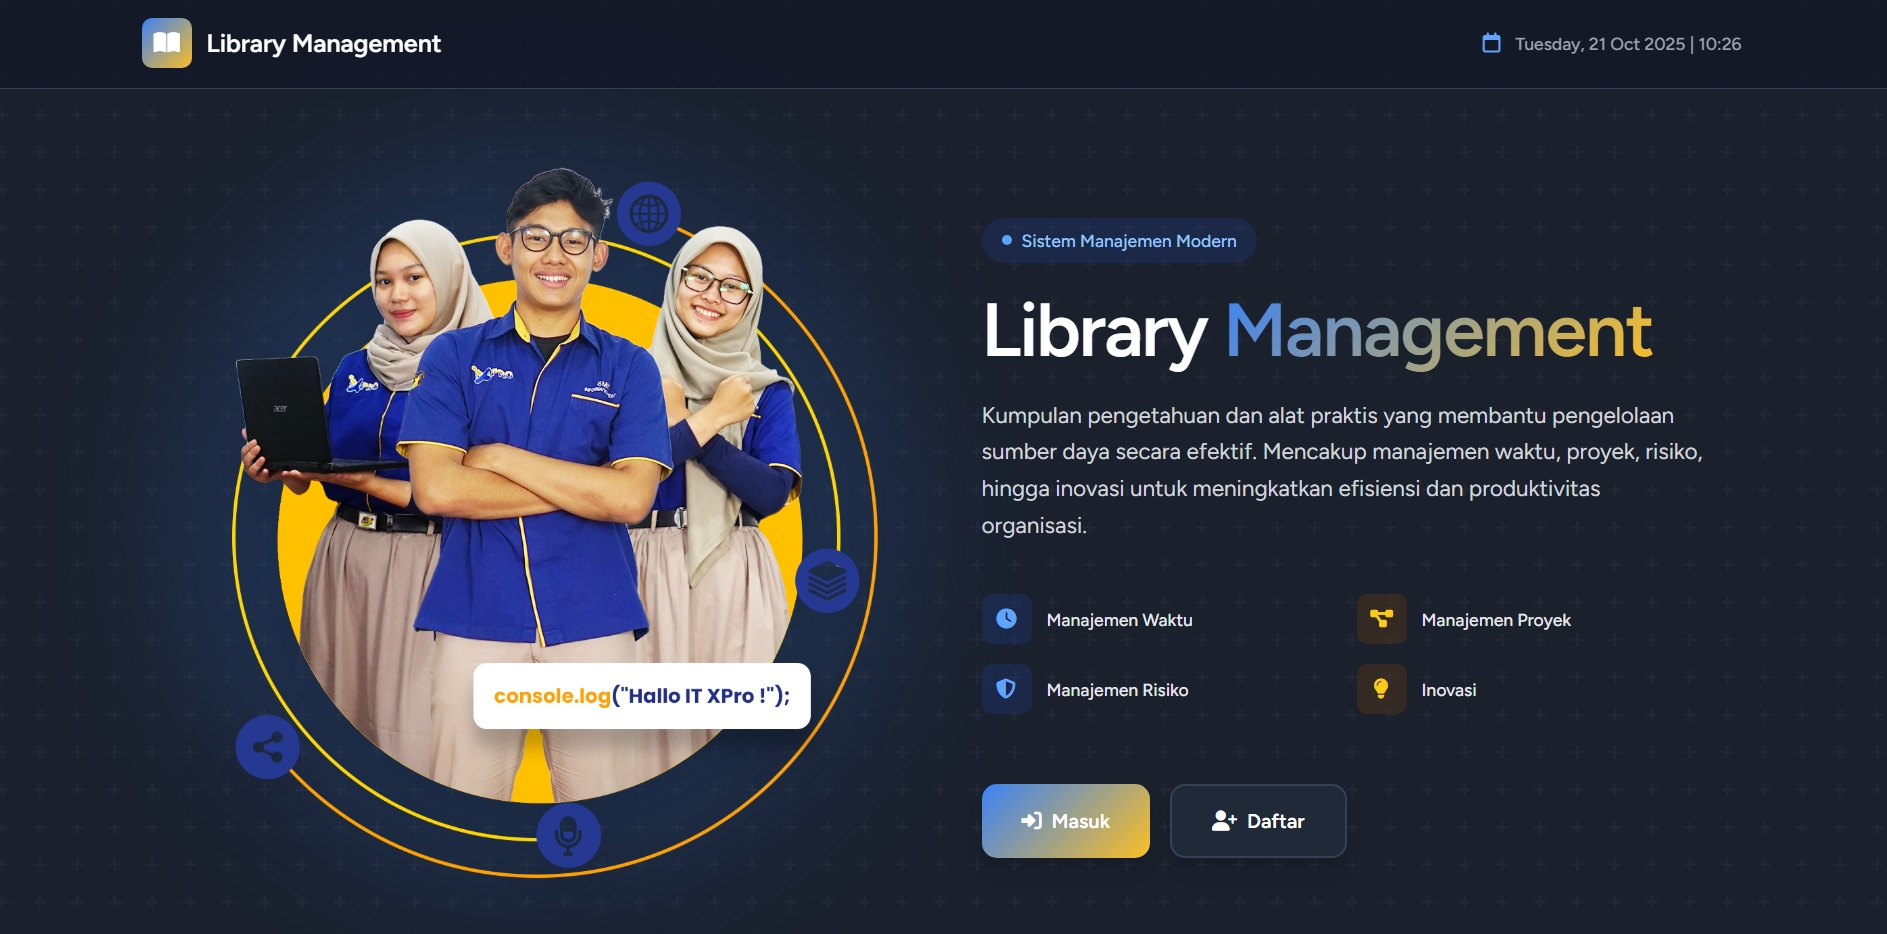 Library Management
Tuesday, 21 Oct 2025 | 10:26
acer
console.log("Hallo IT XPro !");
Sistem Manajemen Modern
Library Management
Kumpulan pengetahuan dan alat praktis yang membantu pengelolaan
sumber daya secara efektif. Mencakup manajemen waktu, proyek, risiko,
hingga inovasi untuk meningkatkan efisiensi dan produktivitas
organisasi.
Manajemen Waktu
Manajemen Proyek
Manajemen Risiko
Inovasi
Masuk
Daftar